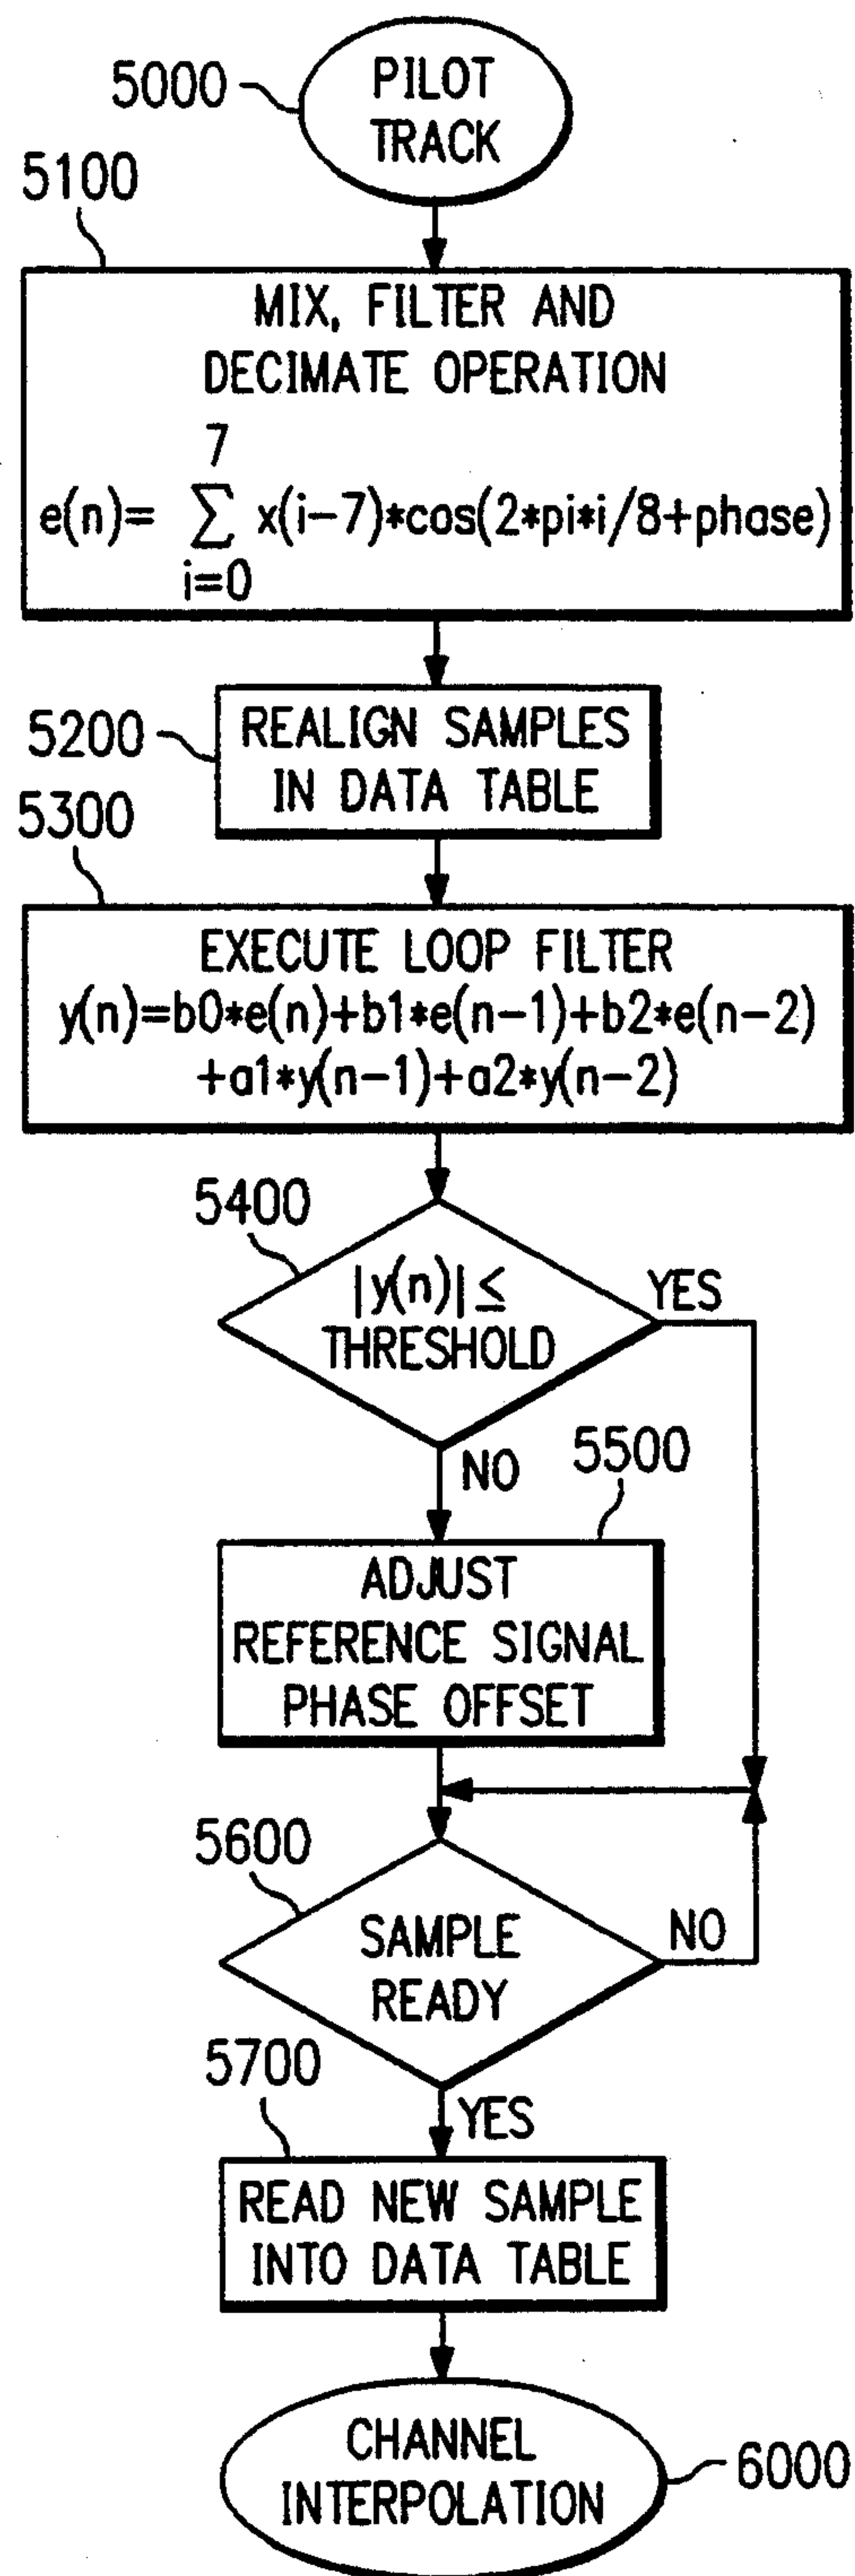 5000
PILOT
TRACK
5100
MIX, FILTER AND
DECIMATE OPERATION
7
e(n)= ∑ x(i-7)*cos(2*pi*i/8+phase)
i=0
5200
REALIGN SAMPLES
IN DATA TABLE
5300
EXECUTE LOOP FILTER
y(n)=b0*e(n)+b1*e(n-1)+b2*e(n-2)
+a1*y(n-1)+a2*y(n-2)
5400
|y(n)|≤
THRESHOLD
YES
NO
5500
ADJUST
REFERENCE SIGNAL
PHASE OFFSET
5600
SAMPLE
READY
NO
5700
YES
READ NEW SAMPLE
INTO DATA TABLE
CHANNEL
INTERPOLATION
6000